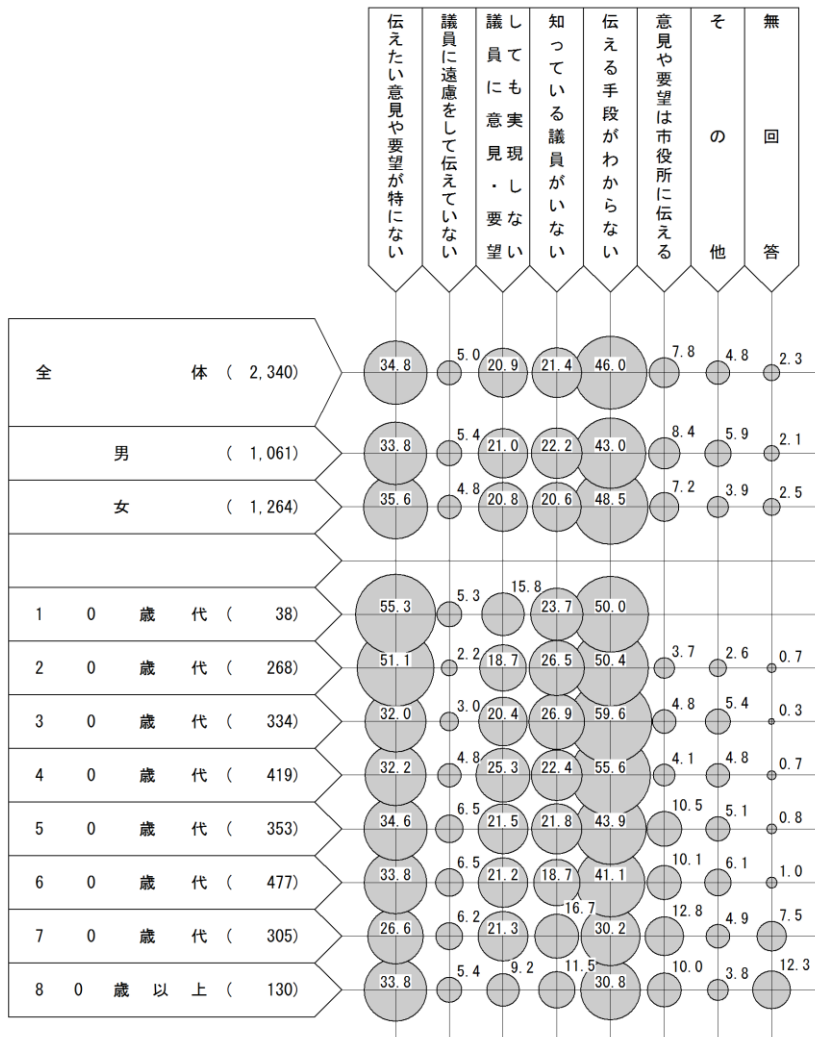 伝えたい意見や要望が特にない
議員に遠慮をして伝えていない
議員に意見・要望
しても実現しない
知っている議員がいない
伝える手段がわからない
意見や要望は市役所に伝える
その他
無回答
全体(2,340) 34.8 5.0 20.9 21.4 46.0 7.8 4.8 2.3
男(1,061) 33.8 5.4 21.0 22.2 43.0 8.4 5.9 2.1
女(1,264) 35.6 4.8 20.8 20.6 48.5 7.2 3.9 2.5
10歳代(38) 55.3 5.3 15.8 23.7 50.0
20歳代(268) 51.1 2.2 18.7 26.5 50.4 3.7 2.6 0.7
30歳代(334) 32.0 3.0 20.4 26.9 59.6 4.8 5.4 0.3
40歳代(419) 32.2 4.8 25.3 22.4 55.6 4.1 4.8 0.7
50歳代(353) 34.6 6.5 21.5 21.8 43.9 10.5 5.1 0.8
60歳代(477) 33.8 6.5 21.2 18.7 41.1 10.1 6.1 1.0
70歳代(305) 26.6 6.2 21.3 16.7 30.2 12.8 4.9 7.5
80歳以上(130) 33.8 5.4 9.2 11.5 30.8 10.0 3.8 12.3